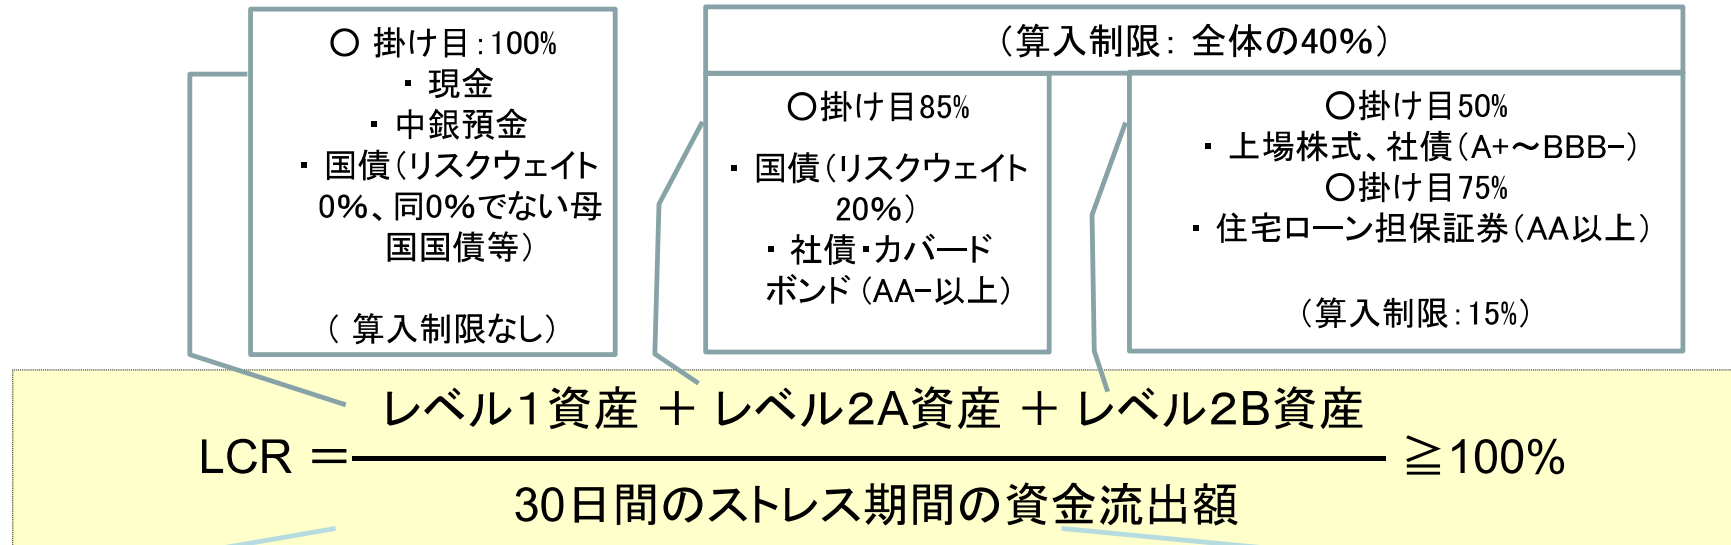 ○ 掛け目：100%
・ 現金
・ 中銀預金
・ 国債（リスクウェイト
0％、同0％でない母
国国債等）
（ 算入制限なし）
（算入制限： 全体の40％）
○掛け目85%
・ 国債（リスクウェイト
20％）
・ 社債・カバード
ボンド（AA-以上）
○掛け目50%
・ 上場株式、社債（A+～BBB-）
○掛け目75%
・ 住宅ローン担保証券（AA以上）
（算入制限：15%）
レベル１資産 ＋ レベル２A資産 ＋ レベル２B資産
LCR ＝ ≧100%
30日間のストレス期間の資金流出額